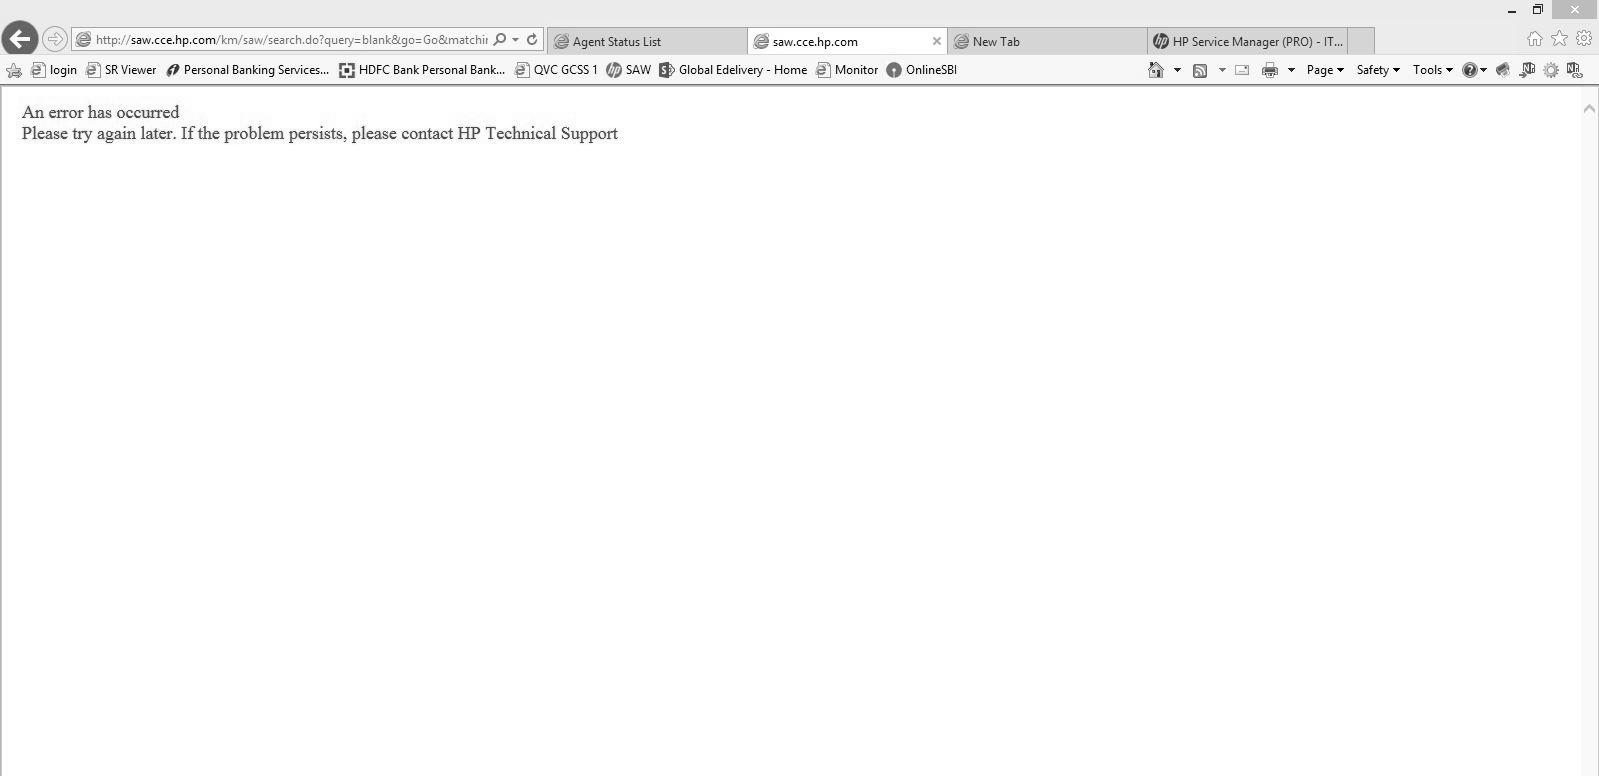 http://saw.cce.hp.com/km/saw/search.do?query=blank&go=Go&matchin
Agent Status List
saw.cce.hp.com
New Tab
HP Service Manager (PRO) - IT...
login
SR Viewer
Personal Banking Services...
HDFC Bank Personal Bank...
QVC GCSS 1
SAW
Global Edelivery - Home
Monitor
OnlineSBI
Page
Safety
Tools
An error has occurred
Please try again later. If the problem persists, please contact HP Technical Support